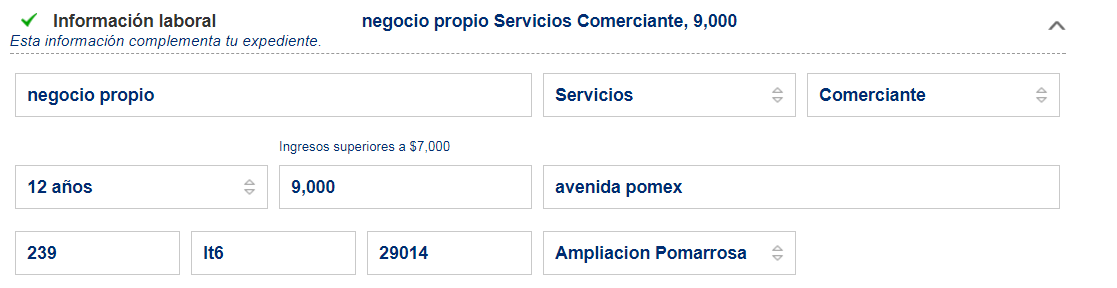 Información laboral negocio propio Servicios Comerciante, 9,000
Esta información complementa tu expediente.
negocio propio Servicios Comerciante
Ingresos superiores a $7,000
12 años 9,000 avenida pomex
239 lt6 29014 Ampliacion Pomarrosa